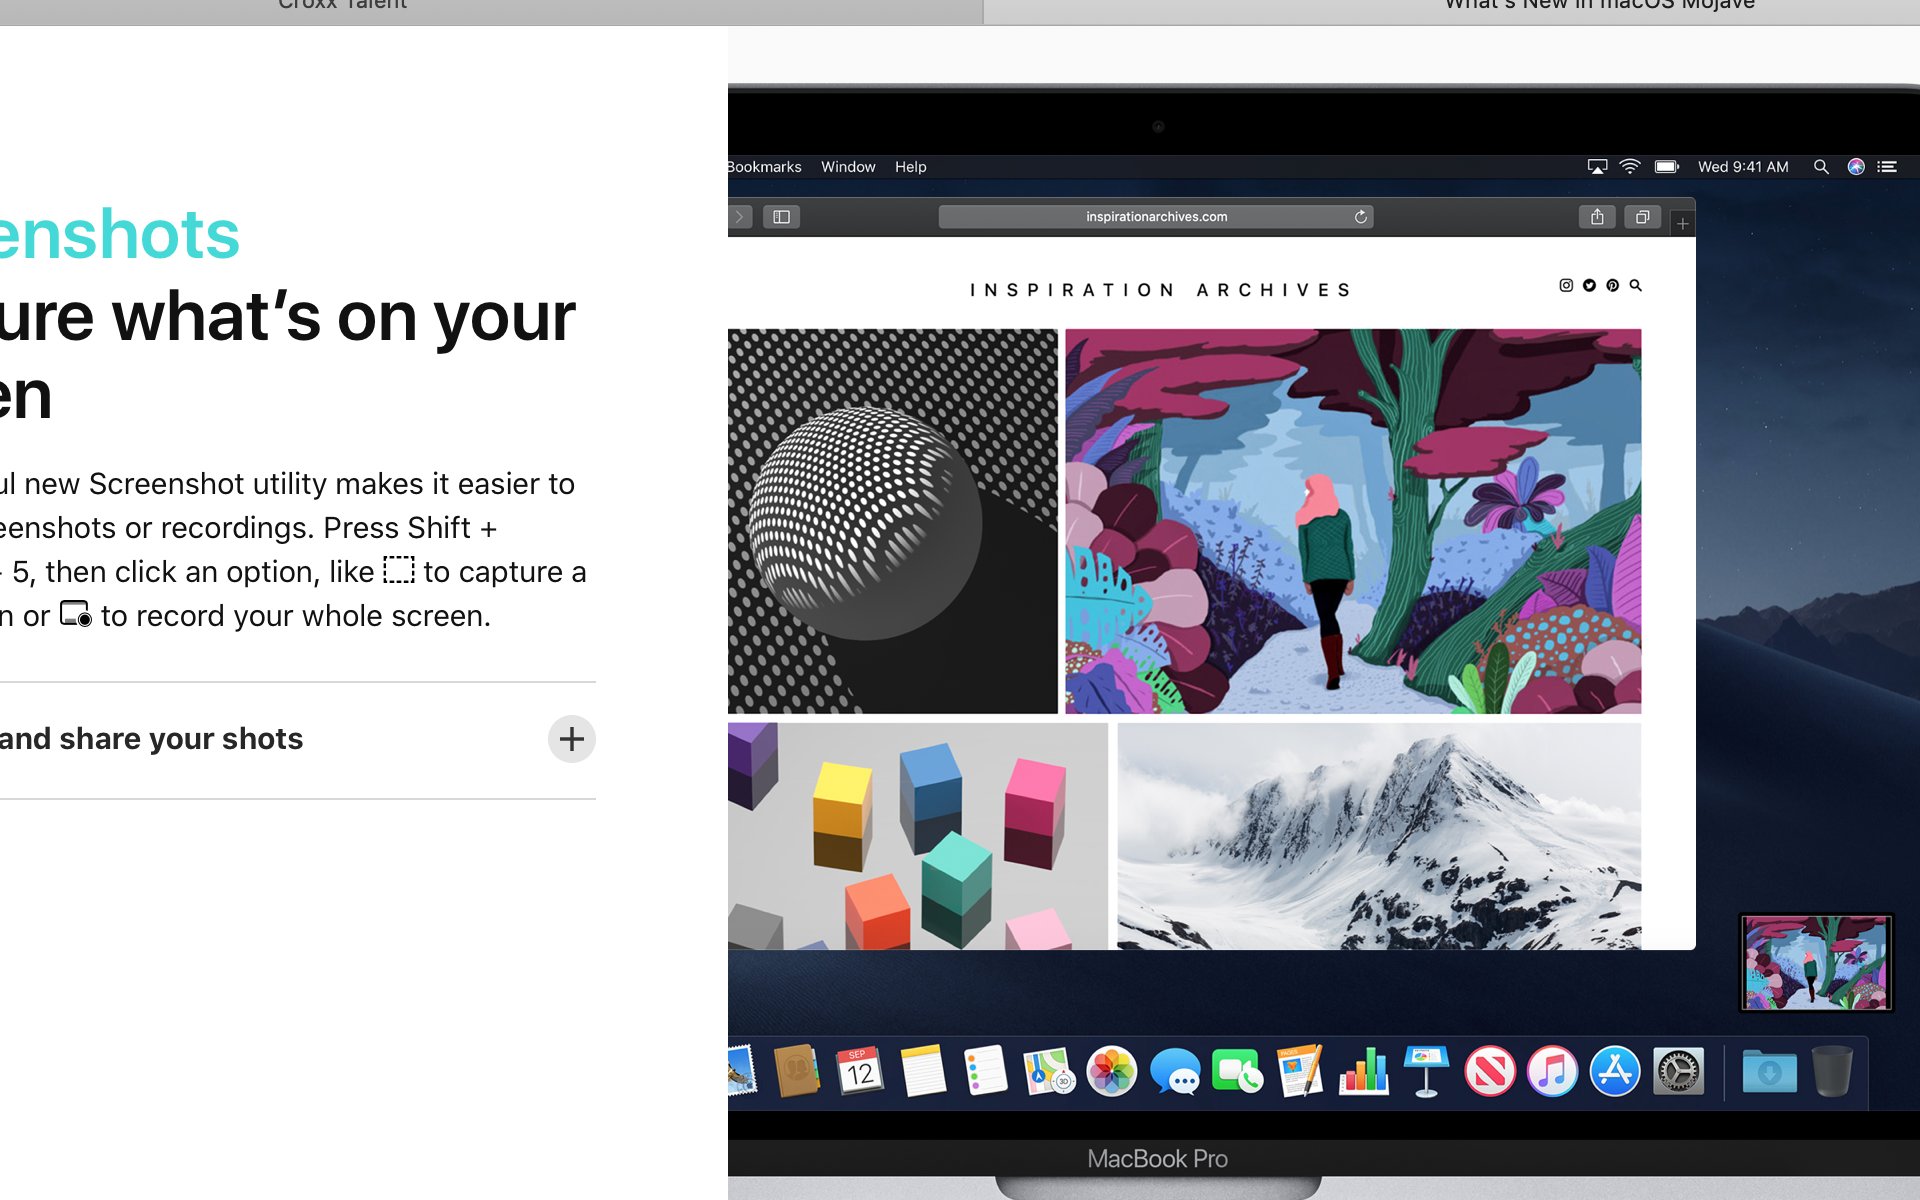 Croxx Talent
What's New in macOS Mojave
enshots
ure what's on your
en
ul new Screenshot utility makes it easier to
eenshots or recordings. Press Shift +
5, then click an option, like to capture a
n or to record your whole screen.
and share your shots
Bookmarks Window Help
Wed 9:41 AM
inspirationarchives.com
INSPIRATION ARCHIVES
SEP
12
3D
PAGES
MacBook Pro